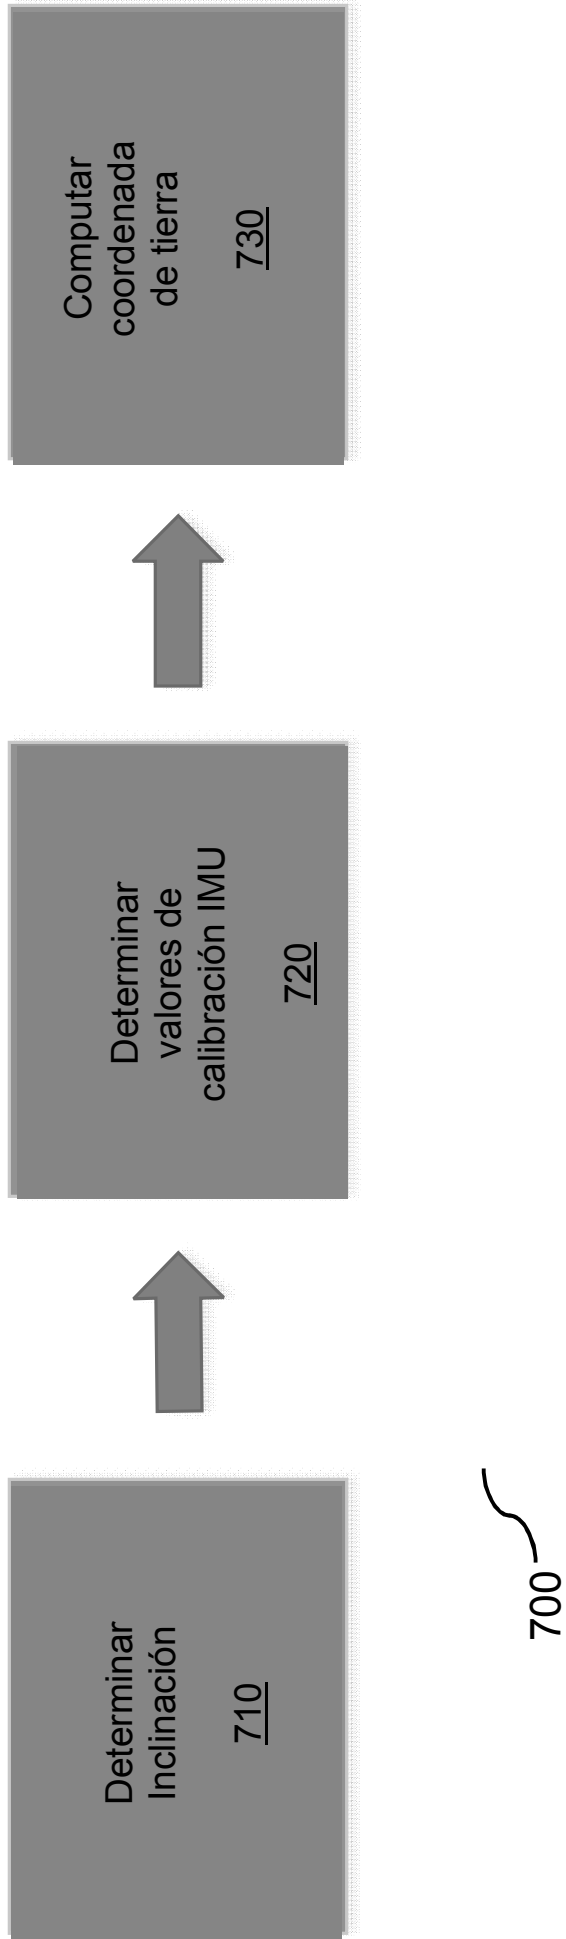 Determinar
Inclinación
710
Determinar
valores de
calibración IMU
720
Computar
coordenada
de tierra
730
700